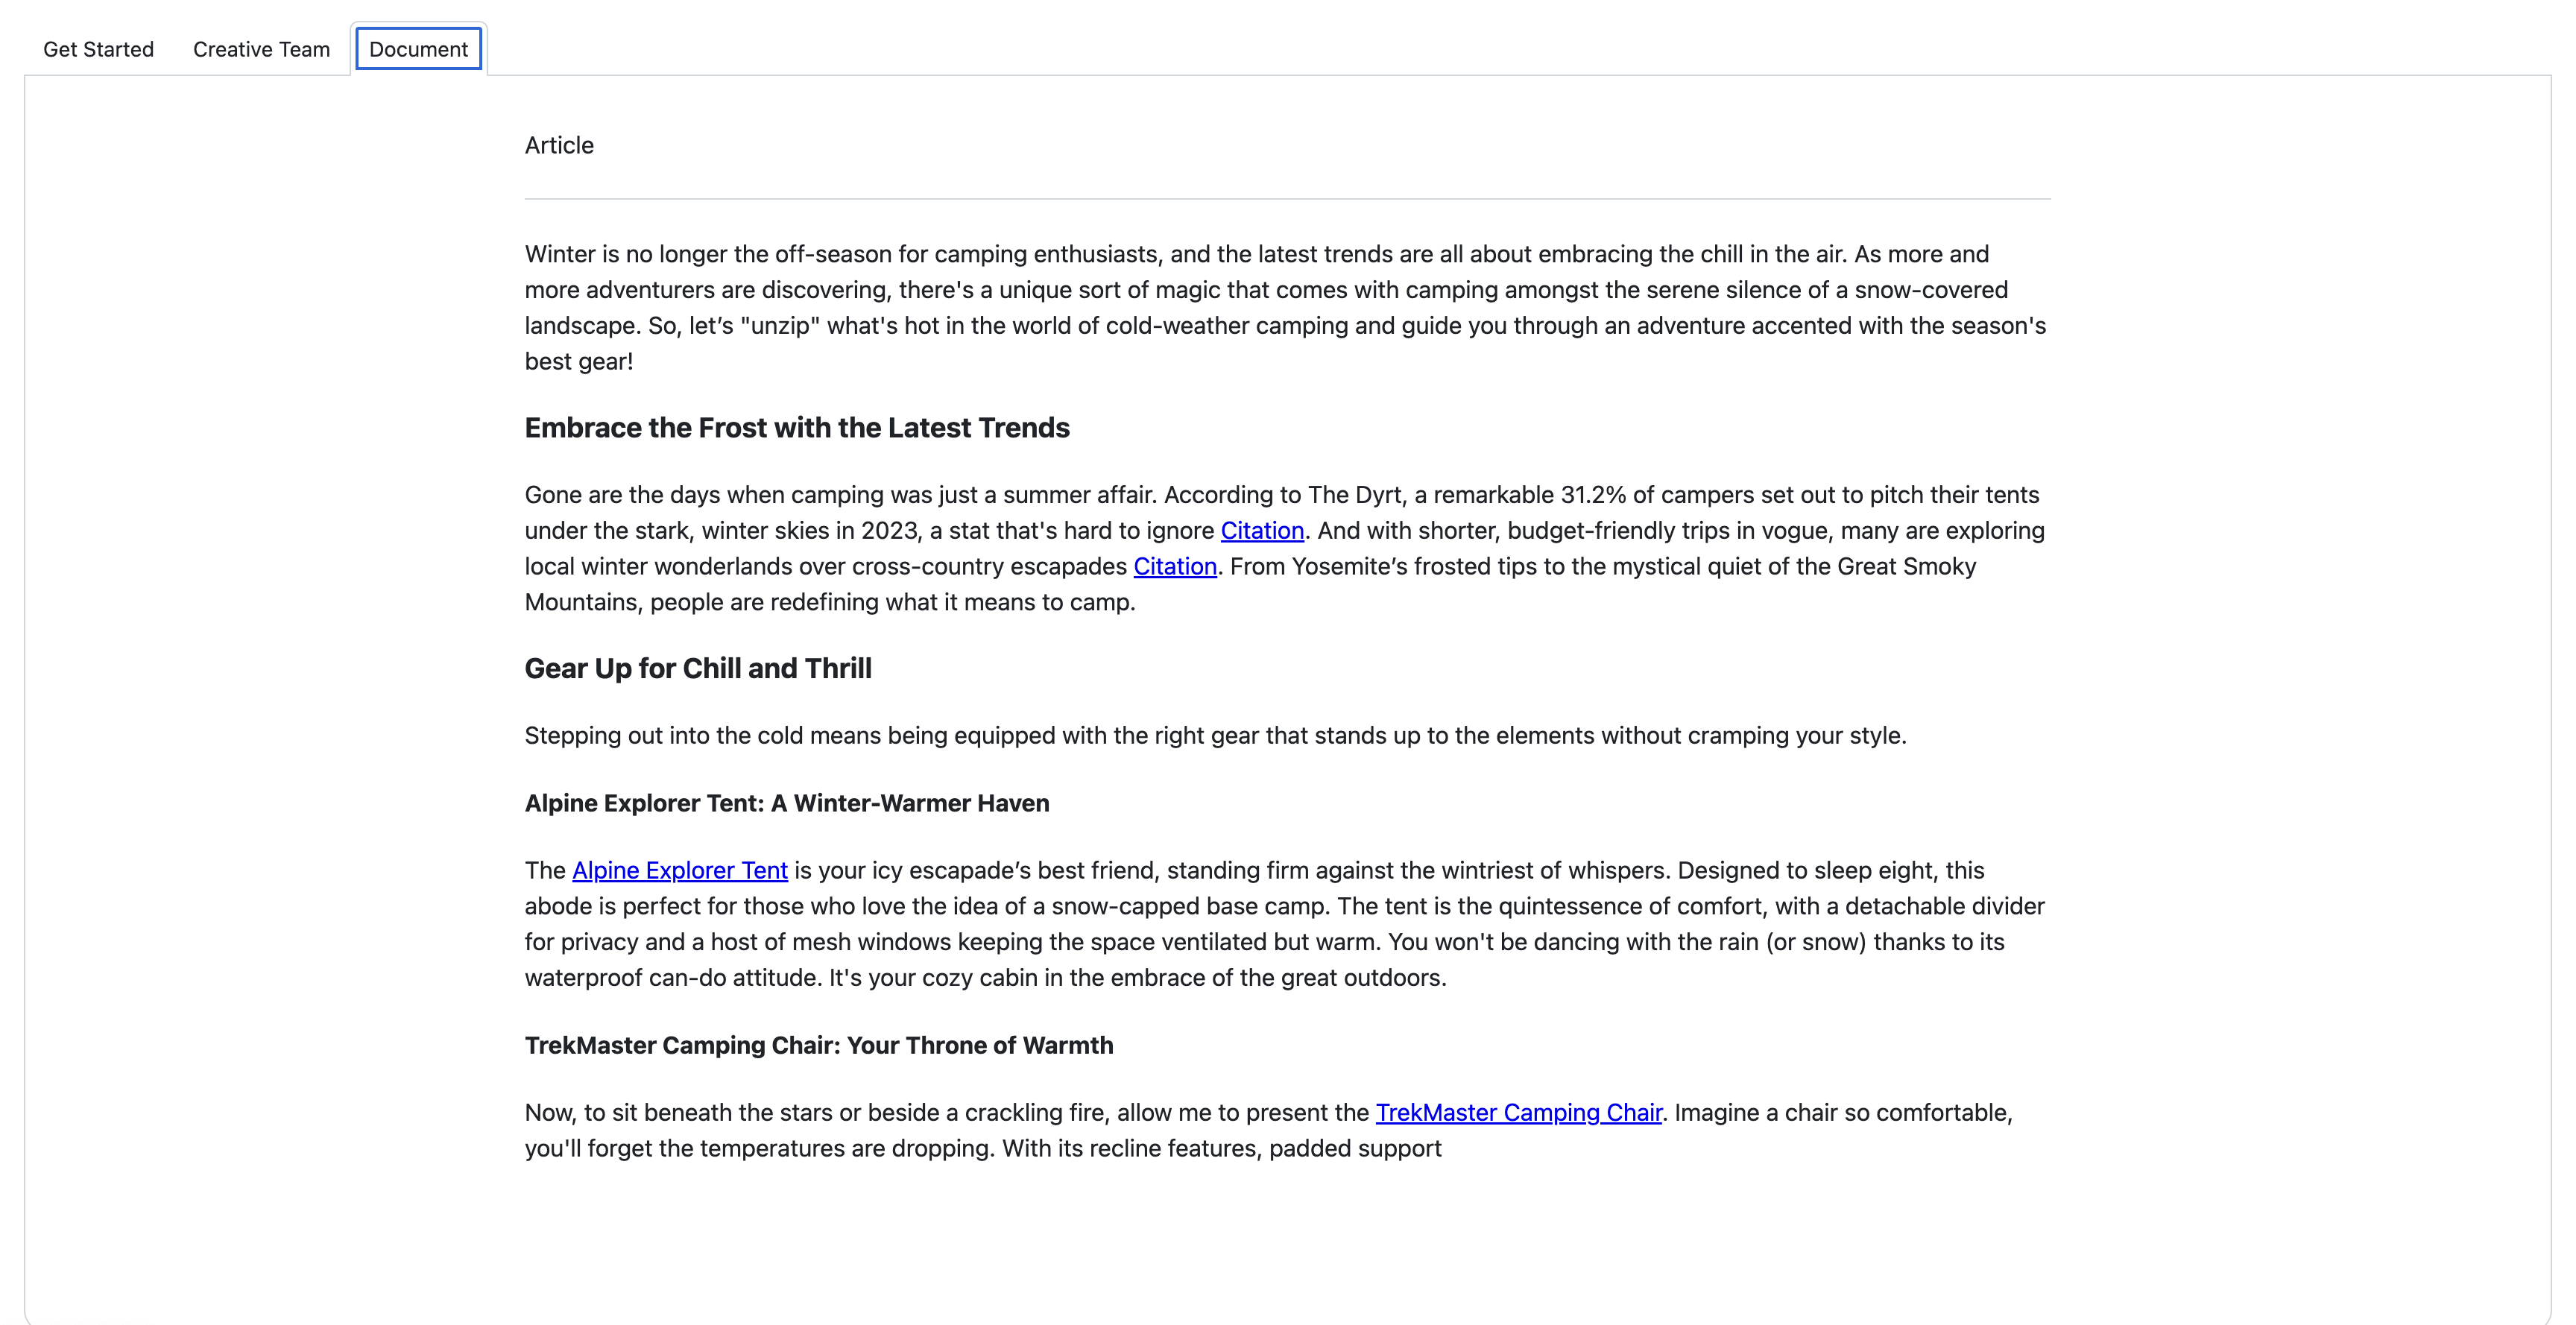 Get Started
Creative Team
Document
Article
Winter is no longer the off-season for camping enthusiasts, and the latest trends are all about embracing the chill in the air. As more and
more adventurers are discovering, there's a unique sort of magic that comes with camping amongst the serene silence of a snow-covered
landscape. So, let’s "unzip" what's hot in the world of cold-weather camping and guide you through an adventure accented with the season's
best gear!
Embrace the Frost with the Latest Trends
Gone are the days when camping was just a summer affair. According to The Dyrt, a remarkable 31.2% of campers set out to pitch their tents
under the stark, winter skies in 2023, a stat that's hard to ignore Citation. And with shorter, budget-friendly trips in vogue, many are exploring
local winter wonderlands over cross-country escapades Citation. From Yosemite’s frosted tips to the mystical quiet of the Great Smoky
Mountains, people are redefining what it means to camp.
Gear Up for Chill and Thrill
Stepping out into the cold means being equipped with the right gear that stands up to the elements without cramping your style.
Alpine Explorer Tent: A Winter-Warmer Haven
The Alpine Explorer Tent is your icy escapade’s best friend, standing firm against the wintriest of whispers. Designed to sleep eight, this
abode is perfect for those who love the idea of a snow-capped base camp. The tent is the quintessence of comfort, with a detachable divider
for privacy and a host of mesh windows keeping the space ventilated but warm. You won't be dancing with the rain (or snow) thanks to its
waterproof can-do attitude. It's your cozy cabin in the embrace of the great outdoors.
TrekMaster Camping Chair: Your Throne of Warmth
Now, to sit beneath the stars or beside a crackling fire, allow me to present the TrekMaster Camping Chair. Imagine a chair so comfortable,
you'll forget the temperatures are dropping. With its recline features, padded support